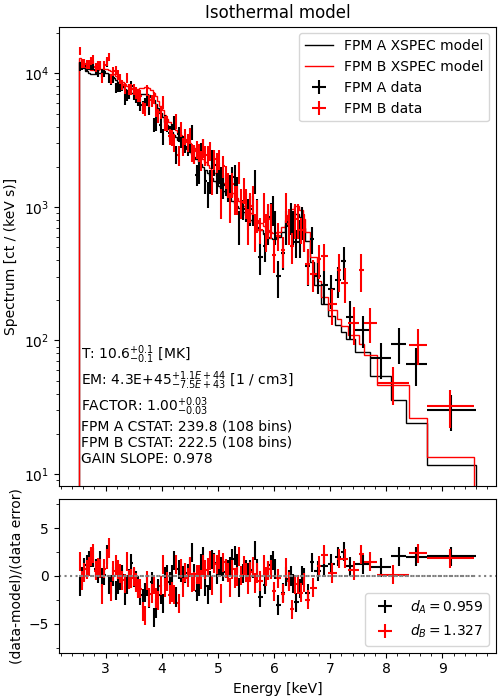 Isothermal model
FPM A XSPEC model
FPM B XSPEC model
FPM A data
FPM B data
Spectrum [ct / (keV s)]
10⁴
10³
10²
10¹
T: 10.6 +0.1 −0.1 [MK]
EM: 4.3E+45 +1.1E+44 −7.5E+43 [1 / cm3]
FACTOR: 1.00 +0.03 −0.03
FPM A CSTAT: 239.8 (108 bins)
FPM B CSTAT: 222.5 (108 bins)
GAIN SLOPE: 0.978
(data-model)/(data error)
5
0
−5
d_A = 0.959
d_B = 1.327
3 4 5 6 7 8 9
Energy [keV]